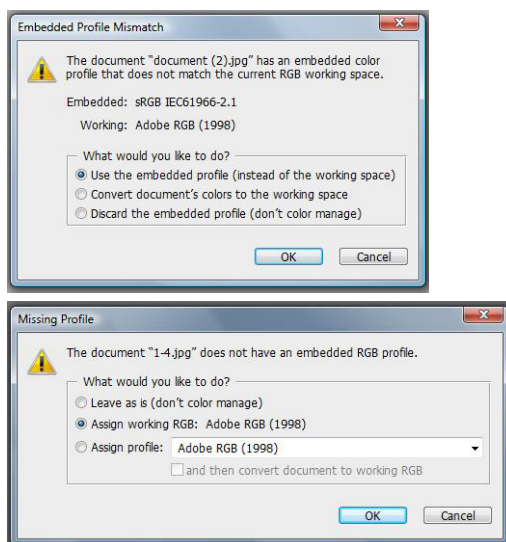 Embedded Profile Mismatch
The document "document (2).jpg" has an embedded color
profile that does not match the current RGB working space.
Embedded: sRGB IEC61966-2.1
Working: Adobe RGB (1998)
What would you like to do?
Use the embedded profile (instead of the working space)
Convert document's colors to the working space
Discard the embedded profile (don't color manage)
OK Cancel
Missing Profile
The document "1-4.jpg" does not have an embedded RGB profile.
What would you like to do?
Leave as is (don't color manage)
Assign working RGB: Adobe RGB (1998)
Assign profile: Adobe RGB (1998)
and then convert document to working RGB
OK Cancel